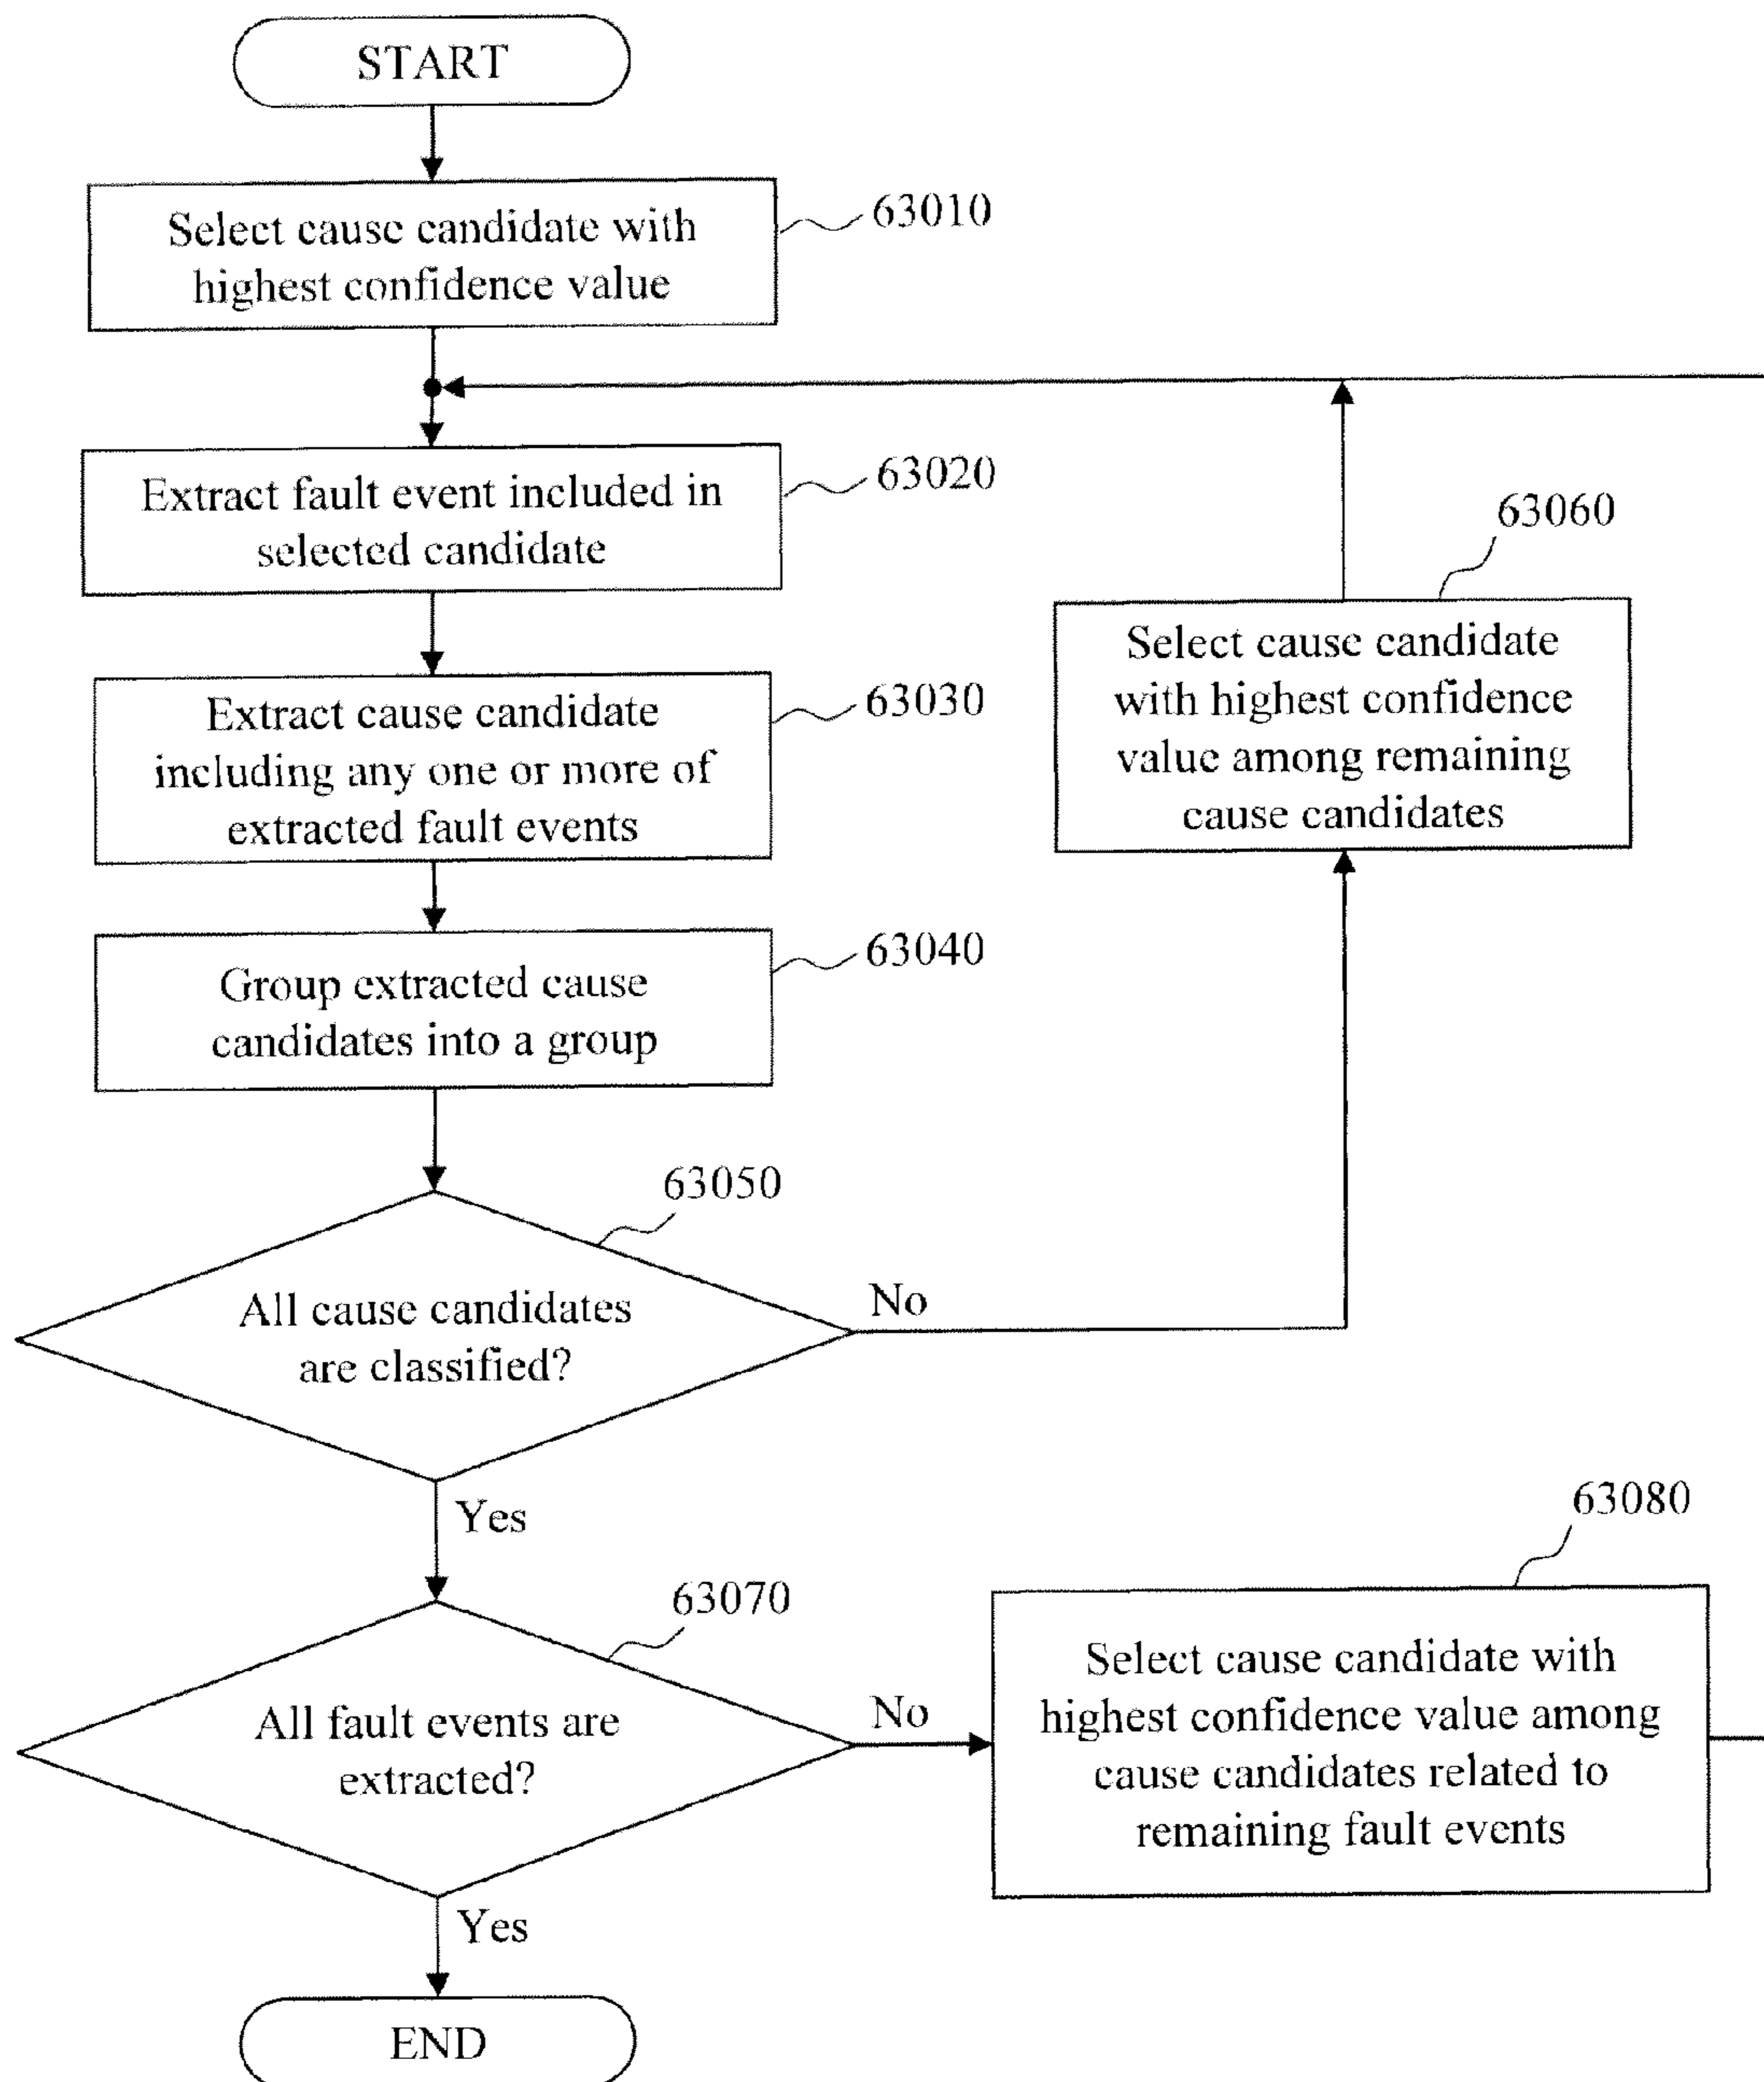 START
Select cause candidate with
highest confidence value
63010
Extract fault event included in
selected candidate
63020
Extract cause candidate
including any one or more of
extracted fault events
63030
Group extracted cause
candidates into a group
63040
All cause candidates
are classified?
63050
No
Select cause candidate
with highest confidence
value among remaining
cause candidates
63060
Yes
All fault events are
extracted?
63070
No
Select cause candidate with
highest confidence value among
cause candidates related to
remaining fault events
63080
Yes
END